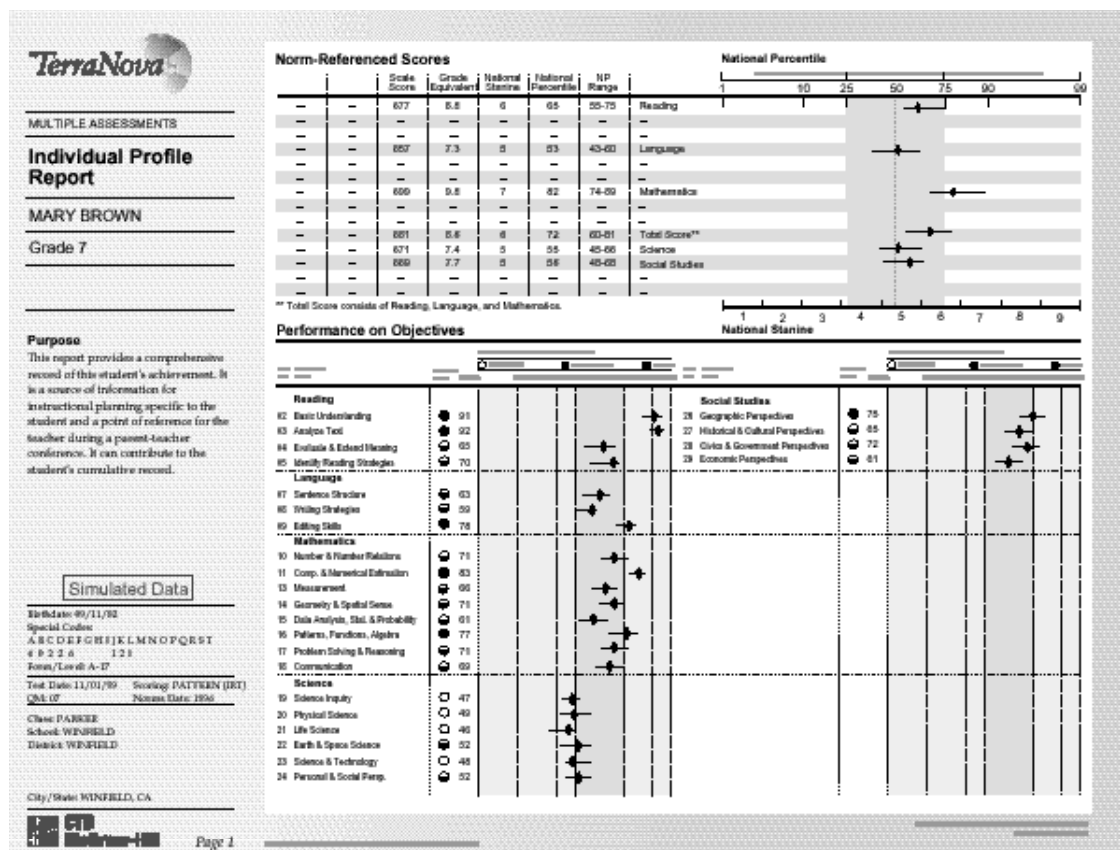 TerraNova
MULTIPLE ASSESSMENTS
Individual Profile
Report
MARY BROWN
Grade 7
Purpose
This report provides a comprehensive
record of this student's achievement. It
is a source of information for
instructional planning specific to the
student and a point of reference for the
teacher during a parent-teacher
conference. It can contribute to the
student's cumulative record.
Simulated Data
Birthdate:
Special Codes:
A B C D E F G H I J K L M N O P Q R S T
Form/Level: A-17
Test Date: 11/01/99 Scoring: PATTERN (IRT)
QM: 07 Norms Date: 1996
Class: PARKER
School: WINFIELD
District: WINFIELD
City/State: WINFIELD, CA
CTB
McGraw-Hill
Page 1
Norm-Referenced Scores
National Percentile
Scale Score Grade Equivalent National Stanine National Percentile NP Range
1 10 25 50 75 90 99
– – 677 8.8 6 65 55-75 Reading
– – 657 7.3 5 53 43-60 Language
– – 699 9.8 7 82 74-89 Mathematics
– – 681 8.6 6 72 60-81 Total Score**
– – 671 7.4 5 55 Science
– – 7.7 5 Social Studies
** Total Score consists of Reading, Language, and Mathematics.
1 2 3 4 5 6 7 8 9
National Stanine
Performance on Objectives
Reading
02 Basic Understanding 91
03 Analyze Text 92
04 Evaluate & Extend Meaning 65
05 Identify Reading Strategies 70
Language
07 Sentence Structure 63
08 Writing Strategies 59
09 Editing Skills 78
Mathematics
10 Number & Number Relations 71
11 Comp. & Numerical Estimation 83
13 Measurement 66
14 Geometry & Spatial Sense 71
15 Data Analysis, Stat. & Probability 61
16 Patterns, Functions, Algebra 77
17 Problem Solving & Reasoning 71
18 Communication 69
Science
19 Science Inquiry 47
20 Physical Science 49
21 Life Science 46
22 Earth & Space Science 52
23 Science & Technology 48
24 Personal & Social Persp. 52
Social Studies
26 Geographic Perspectives 75
27 Historical & Cultural Perspectives 65
28 Civics & Government Perspectives 72
29 Economic Perspectives 61